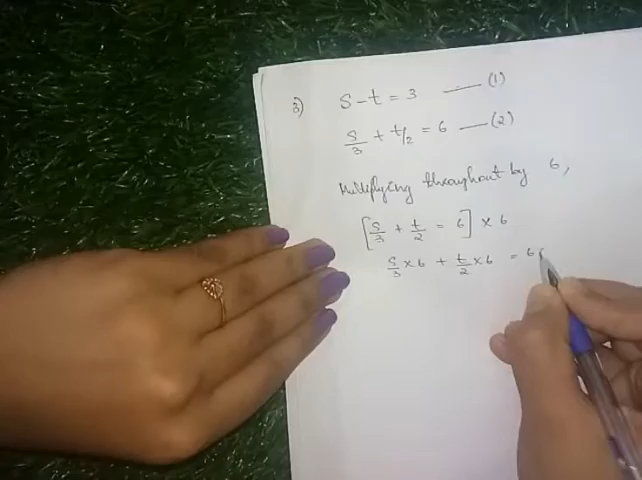 3) S - t = 3 —— (1)
S/3 + t/2 = 6 —— (2)
Multiplying throughout by 6,
[S/3 + t/2 = 6] × 6
S/3 × 6 + t/2 × 6 = 6